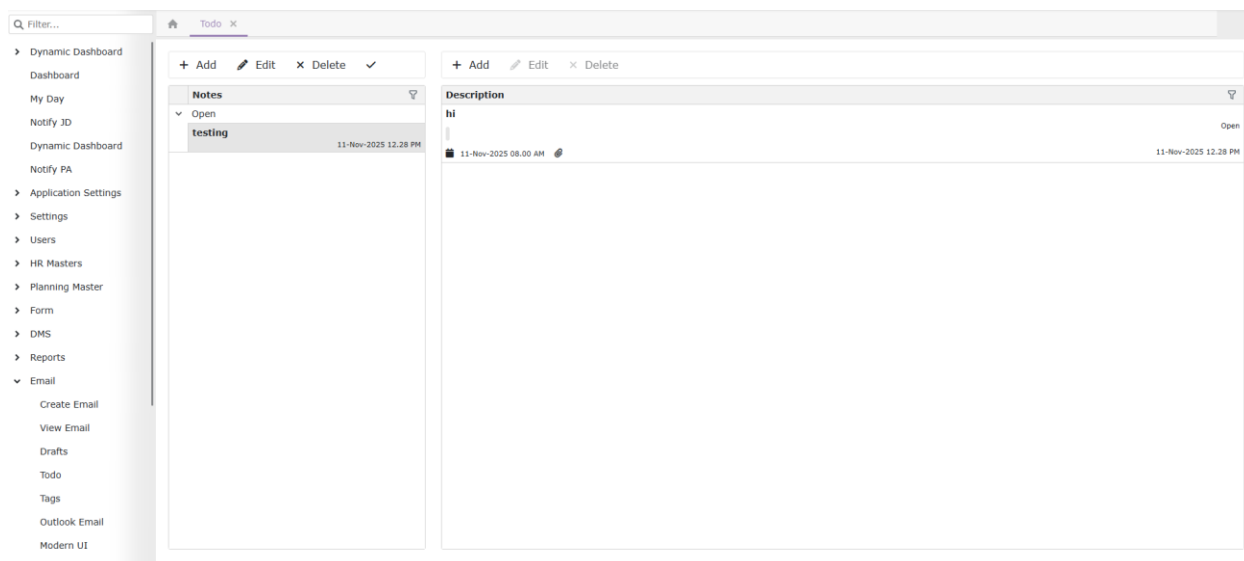 Filter...
Dynamic Dashboard
Dashboard
My Day
Notify JD
Dynamic Dashboard
Notify PA
Application Settings
Settings
Users
HR Masters
Planning Master
Form
DMS
Reports
Email
Create Email
View Email
Drafts
Todo
Tags
Outlook Email
Modern UI
Todo
Add Edit Delete
Notes
Open
testing
11-Nov-2025 12.28 PM
Add Edit Delete
Description
hi
Open
11-Nov-2025 08.00 AM 11-Nov-2025 12.28 PM